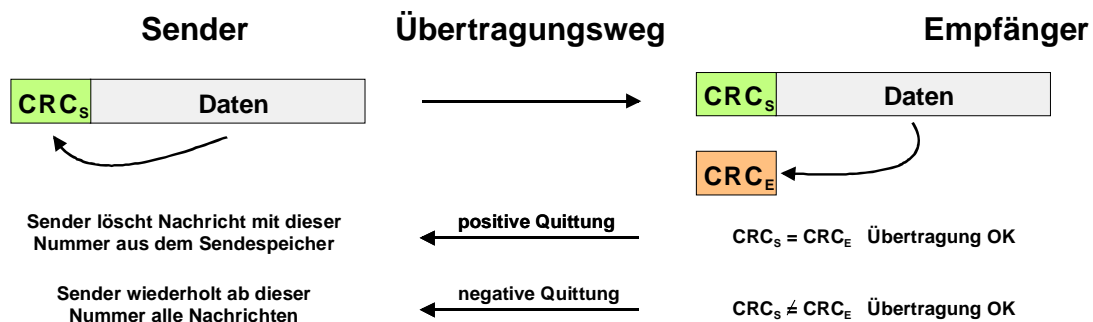 Sender Übertragungsweg Empfänger
CRCS Daten
CRCS Daten
CRCE
Sender löscht Nachricht mit dieser
Nummer aus dem Sendespeicher
positive Quittung
CRCS = CRCE Übertragung OK
Sender wiederholt ab dieser
Nummer alle Nachrichten
negative Quittung
CRCS ≠ CRCE Übertragung OK